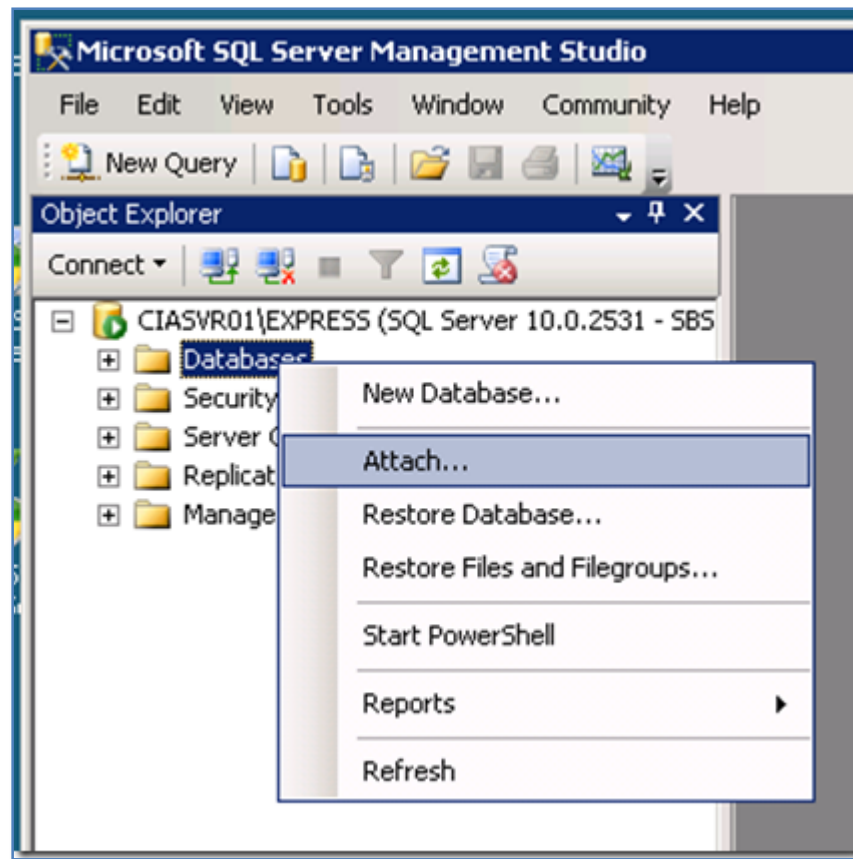 Microsoft SQL Server Management Studio
File Edit View Tools Window Community Help
New Query
Object Explorer
Connect
CIASVR01\EXPRESS (SQL Server 10.0.2531 - SBS
Databases
Security
Server
Replicat
Manage
New Database...
Attach...
Restore Database...
Restore Files and Filegroups...
Start PowerShell
Reports
Refresh